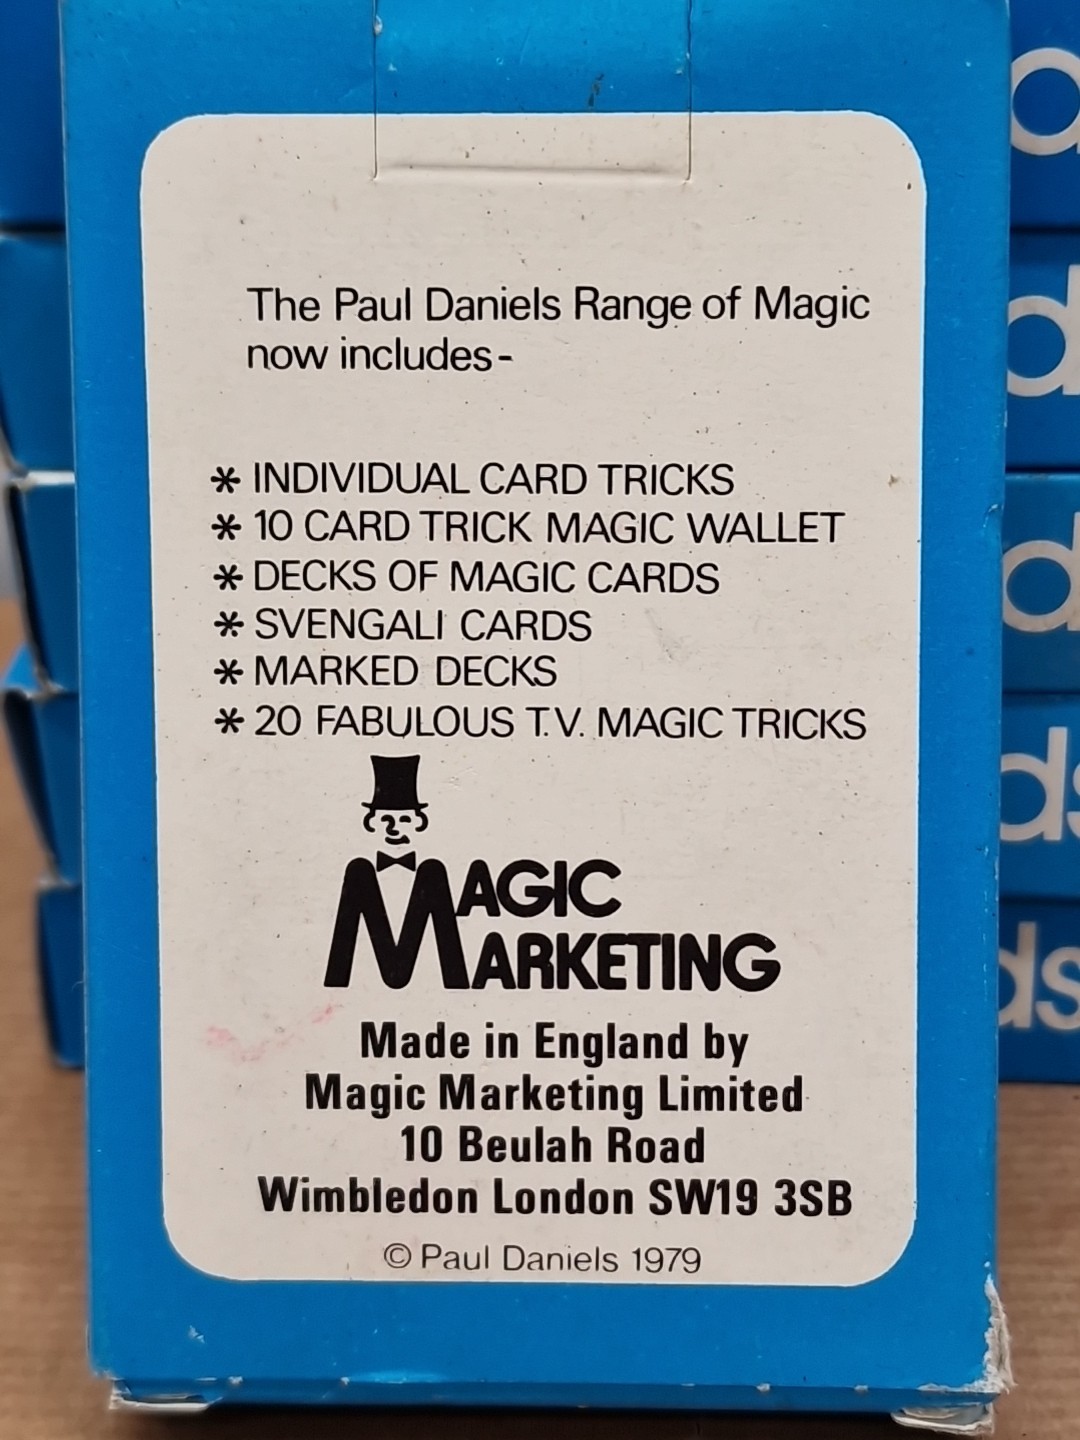 The Paul Daniels Range of Magic
now includes-
* INDIVIDUAL CARD TRICKS
* 10 CARD TRICK MAGIC WALLET
* DECKS OF MAGIC CARDS
* SVENGALI CARDS
* MARKED DECKS
* 20 FABULOUS T.V. MAGIC TRICKS
MAGIC
MARKETING
Made in England by
Magic Marketing Limited
10 Beulah Road
Wimbledon London SW19 3SB
© Paul Daniels 1979